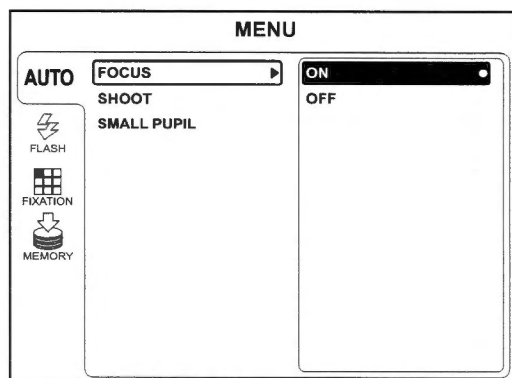 MENU
AUTO
FOCUS
SHOOT
SMALL PUPIL
ON
OFF
FLASH
FIXATION
MEMORY